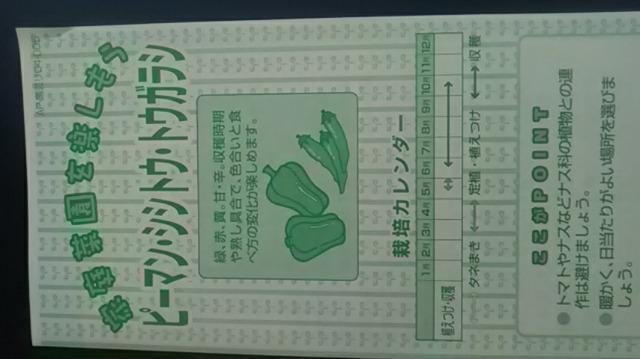 家庭菜園を楽しもう
ピーマン・シシトウ・トウガラシ
緑、赤、黄。甘・辛。収穫時期
や熟し具合で、色合いと食
べ方の変化が楽しめます。
栽培カレンダー
1月 2月 3月 4月 5月 6月 7月 8月 9月 10月 11月 12月
植えつけ・収穫
タネまき 定植・植えつけ 収穫
ここがPOINT
● トマトやナスなどナス科の植物との連
作は避けましょう。
● 暖かく、日当たりがよい場所を選びま
しょう。